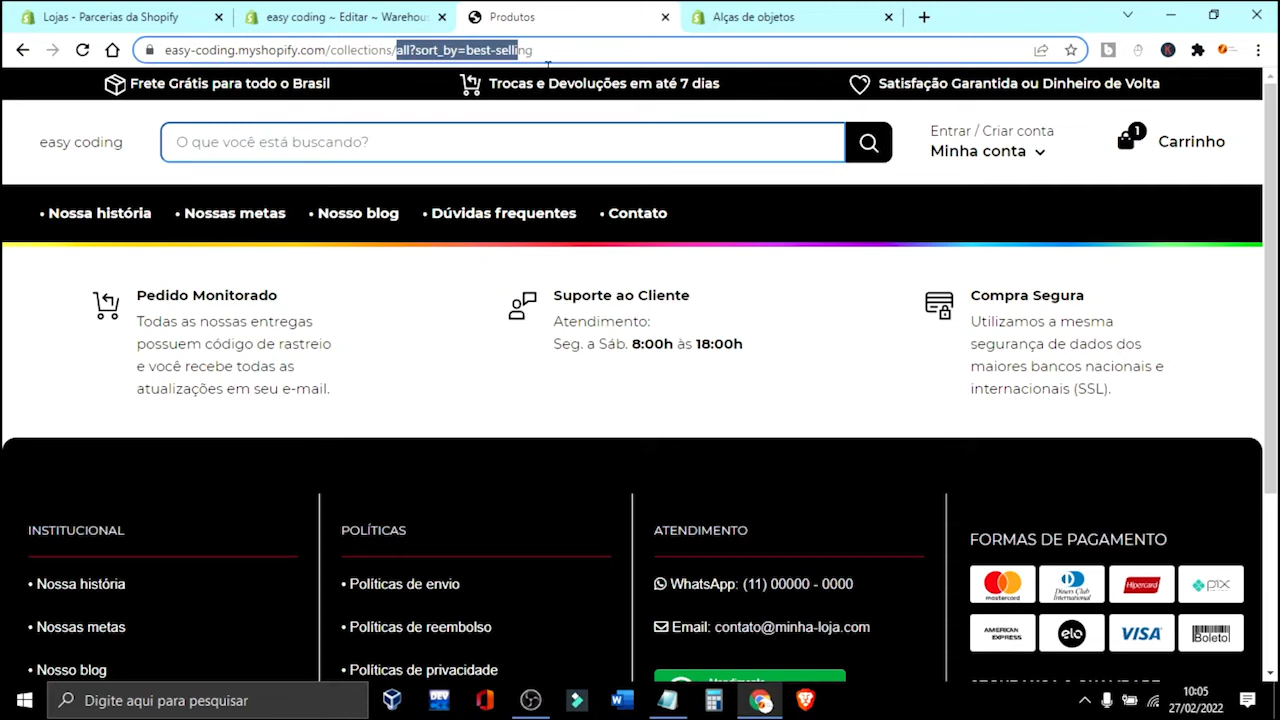 Lojas - Parcerias da Shopify
easy coding ~ Editar ~ Warehou
Produtos
Alças de objetos
easy-coding.myshopify.com/collections/all?sort_by=best-selling
Frete Grátis para todo o Brasil
Trocas e Devoluções em até 7 dias
Satisfação Garantida ou Dinheiro de Volta
easy coding
O que você está buscando?
Entrar / Criar conta
Minha conta
1
Carrinho
• Nossa história
• Nossas metas
• Nosso blog
• Dúvidas frequentes
• Contato
Pedido Monitorado
Todas as nossas entregas
possuem código de rastreio
e você recebe todas as
atualizações em seu e-mail.
Suporte ao Cliente
Atendimento:
Seg. a Sáb. 8:00h às 18:00h
Compra Segura
Utilizamos a mesma
segurança de dados dos
maiores bancos nacionais e
internacionais (SSL).
INSTITUCIONAL
• Nossa história
• Nossas metas
• Nosso blog
POLÍTICAS
• Políticas de envio
• Políticas de reembolso
• Políticas de privacidade
ATENDIMENTO
WhatsApp: (11) 00000 - 0000
Email: contato@minha-loja.com
Atendimento
FORMAS DE PAGAMENTO
mastercard
Diners Club
International
Hipercard
PIX
AMERICAN
EXPRESS
elo
VISA
Boleto
Digite aqui para pesquisar
DEV
10:05
27/02/2022